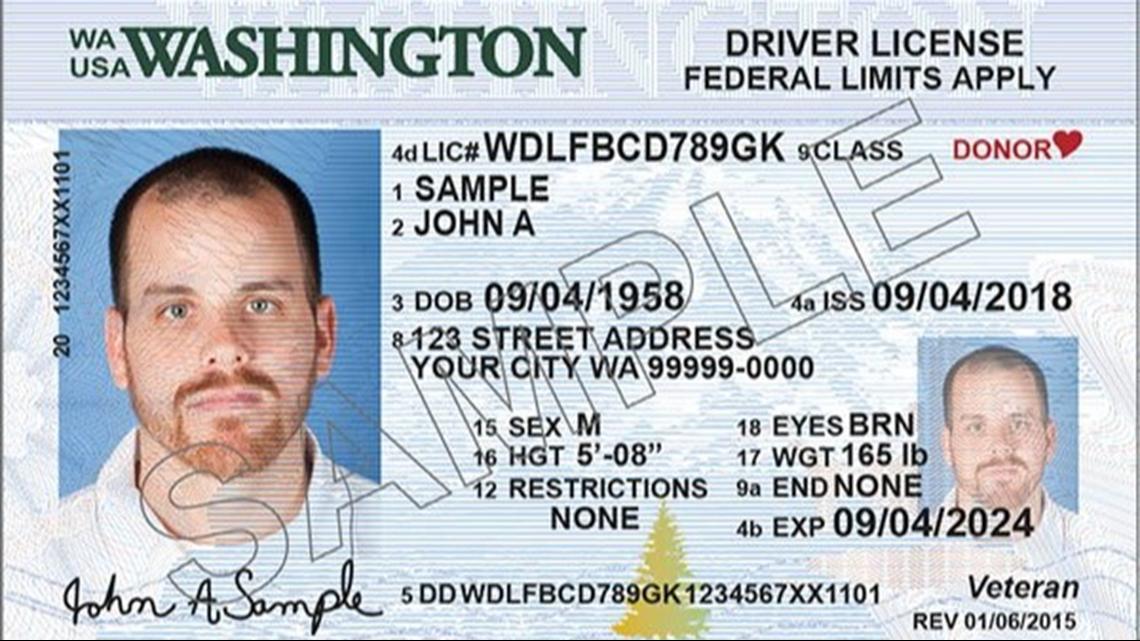 WA USA WASHINGTON
DRIVER LICENSE
FEDERAL LIMITS APPLY
20 1234567XX1101
4d LIC# WDLFBCD789GK 9 CLASS DONOR
1 SAMPLE
2 JOHN A
3 DOB 09/04/1958 4a ISS 09/04/2018
8 123 STREET ADDRESS
YOUR CITY WA 99999-0000
15 SEX M 18 EYES BRN
16 HGT 5'-08" 17 WGT 165 lb
12 RESTRICTIONS 9a END NONE
NONE 4b EXP 09/04/2024
John A Sample
5 DD WDLFBCD789GK1234567XX1101
Veteran
REV 01/06/2015
SAMPLE